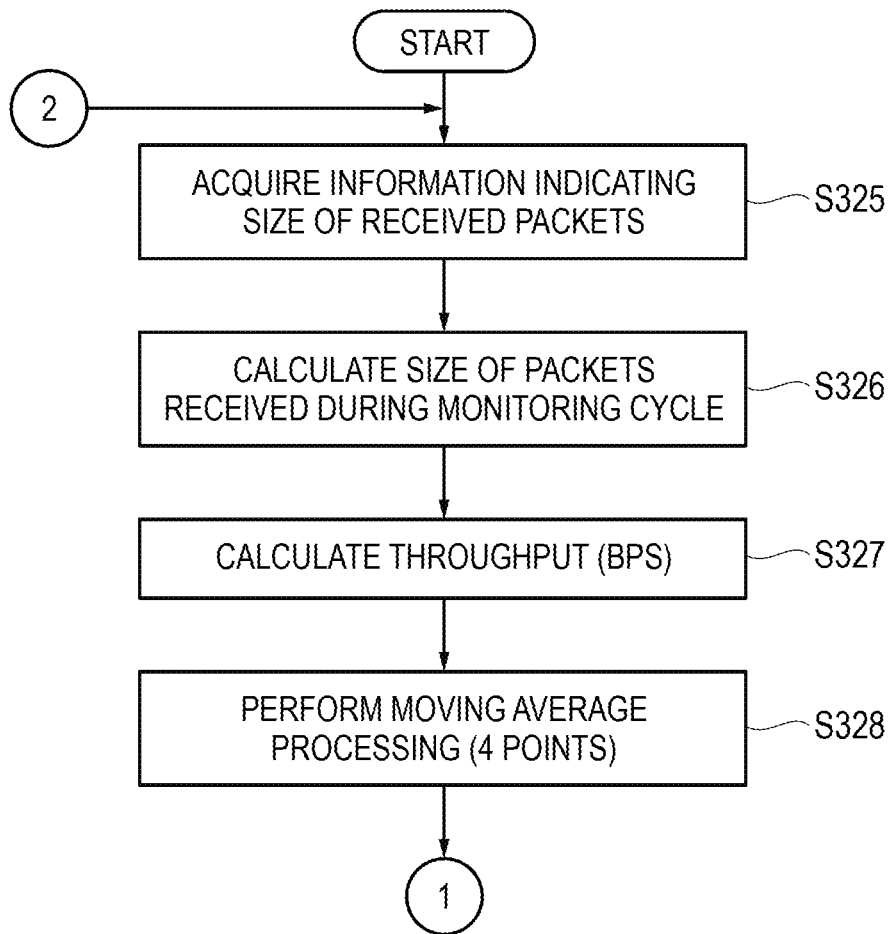 START
2
ACQUIRE INFORMATION INDICATING
SIZE OF RECEIVED PACKETS
S325
CALCULATE SIZE OF PACKETS
RECEIVED DURING MONITORING CYCLE
S326
CALCULATE THROUGHPUT (BPS)
S327
PERFORM MOVING AVERAGE
PROCESSING (4 POINTS)
S328
1